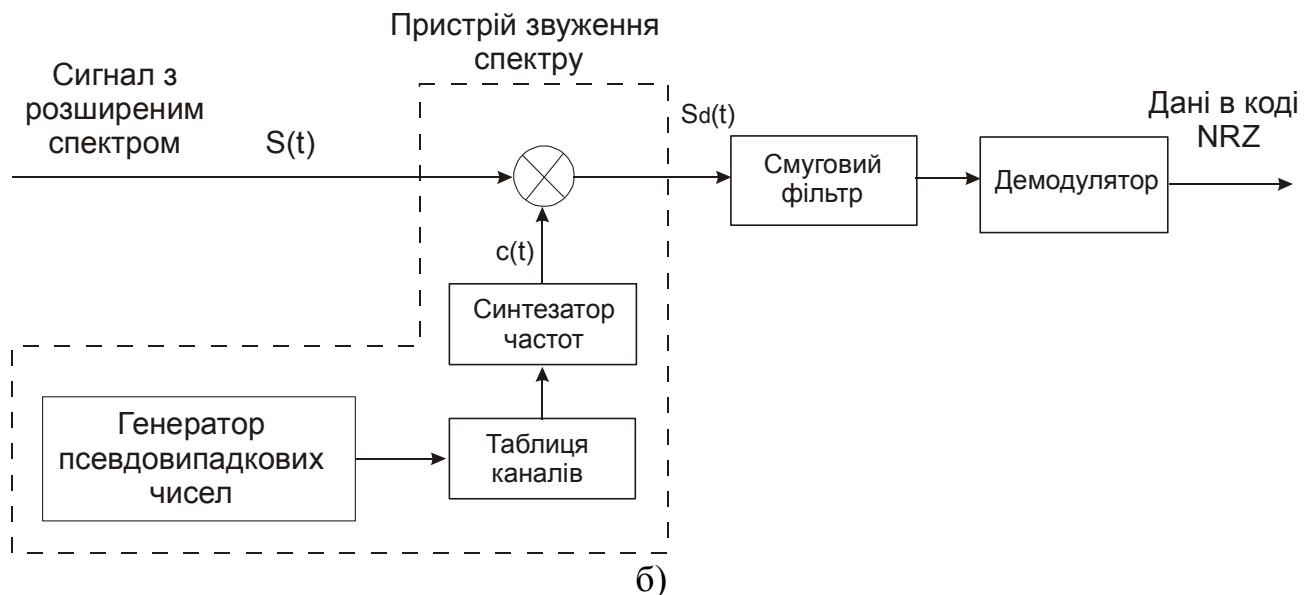 Пристрій звуження
спектру
Сигнал з
розширеним
спектром
S(t)
Sd(t)
Дані в коді
NRZ
Смуговий
фільтр
Демодулятор
c(t)
Синтезатор
частот
Генератор
псевдовипадкових
чисел
Таблиця
каналів
б)